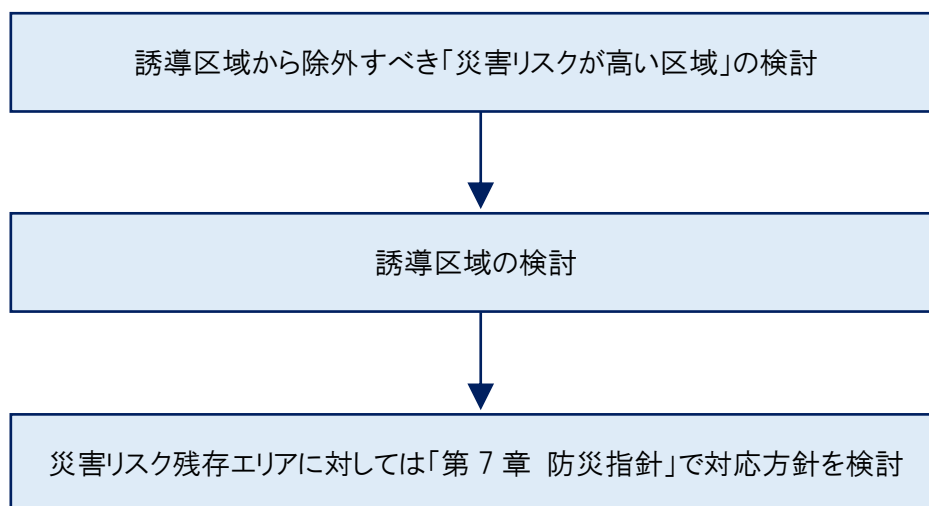 誘導区域から除外すべき「災害リスクが高い区域」の検討
誘導区域の検討
災害リスク残存エリアに対しては「第 7 章 防災指針」で対応方針を検討